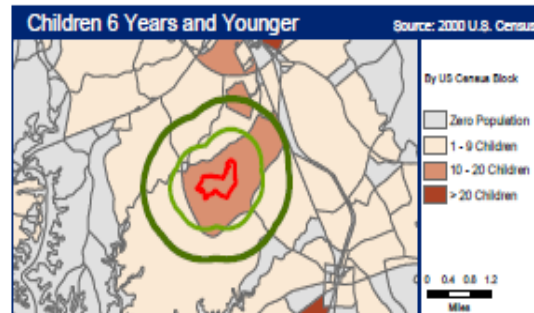 Children 6 Years and Younger
Source: 2000 U.S. Census
By US Census Block
Zero Population
1 - 9 Children
10 - 20 Children
> 20 Children
0 0.4 0.8 1.2
Miles